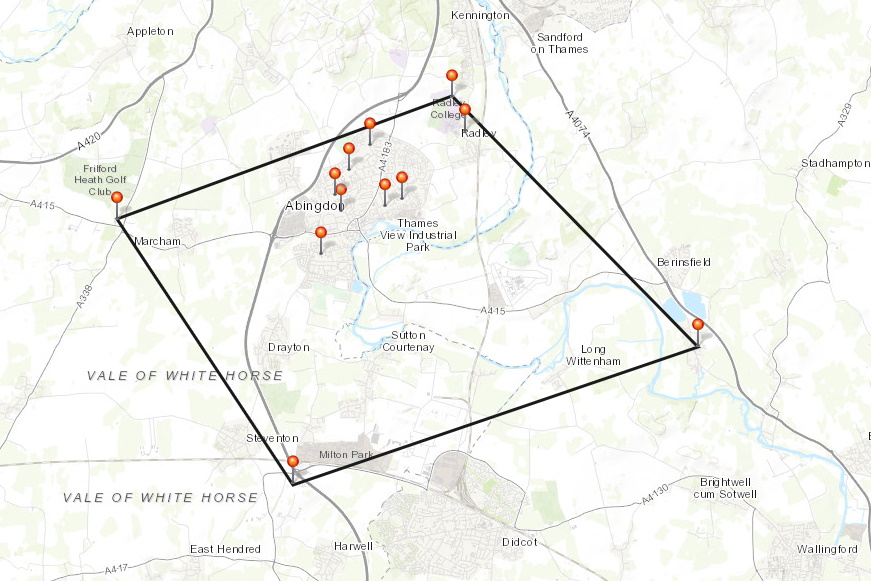 Kennington
Appleton
Sandford
on Thames
A420
A4074
A329
Radley
College
Radley
A4183
Stadhampton
Frilford
Heath Golf
Club
A415
Abingdon
Thames
View Industrial
Park
Marcham
Berinsfield
A338
A415
Sutton
Courtenay
Drayton
Long
Wittenham
VALE OF WHITE HORSE
Steventon
Milton Park
VALE OF WHITE HORSE
A4130
Brightwell
cum Sotwell
East Hendred
Harwell
Didcot
Wallingford
A417